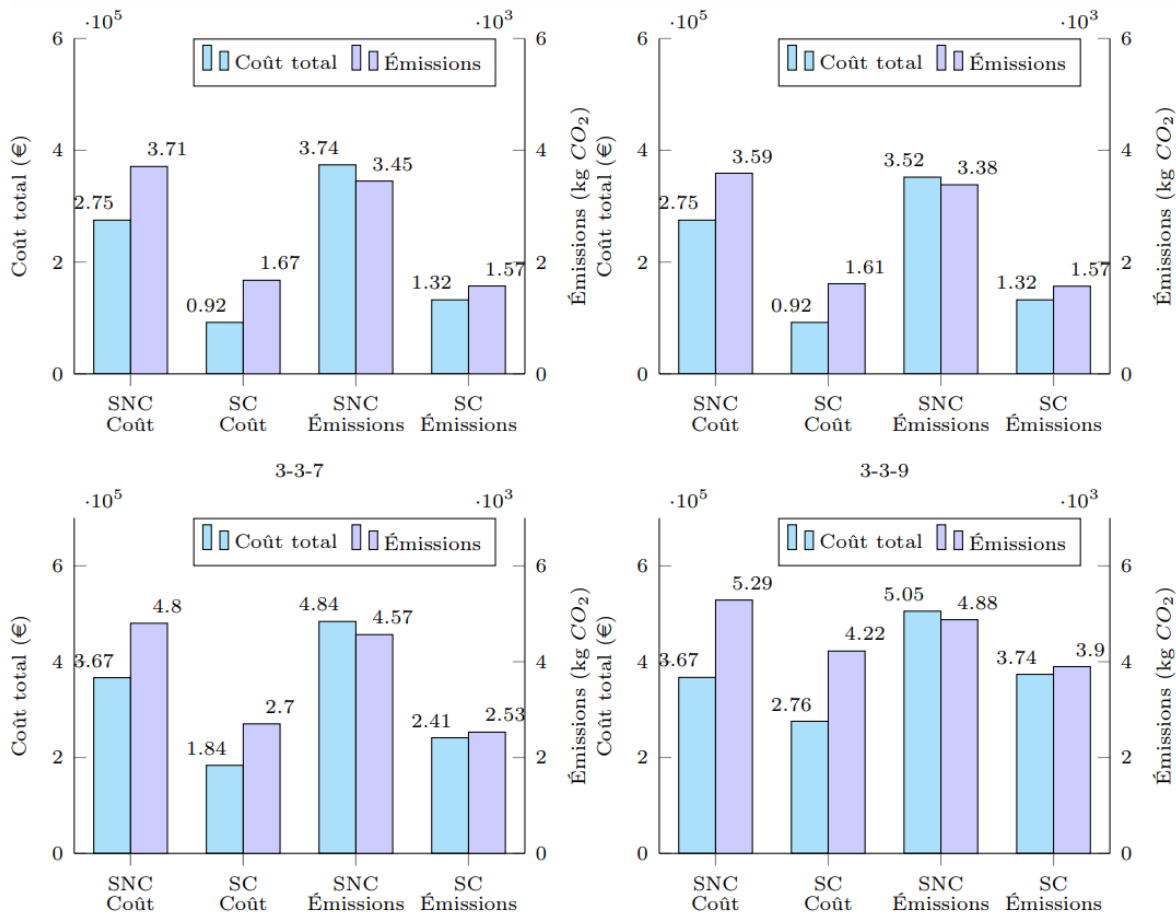 ·10^5 ·10^3
6 6
Coût total Émissions
4 4
2 2
0 0
3.71 3.74 3.45
2.75
1.67 1.57
0.92 1.32
Coût total (€)
Émissions (kg CO_2)
SNC SC SNC SC
Coût Coût Émissions Émissions
·10^5 ·10^3
6 6
Coût total Émissions
4 4
2 2
0 0
3.59 3.52 3.38
2.75
1.61 1.57
0.92 1.32
Coût total (€)
Émissions (kg CO_2)
SNC SC SNC SC
Coût Coût Émissions Émissions
3-3-7
·10^5 ·10^3
Coût total Émissions
6 6
4 4
2 2
0 0
4.8 4.84 4.57
3.67
2.7 2.41 2.53
1.84
Coût total (€)
Émissions (kg CO_2)
SNC SC SNC SC
Coût Coût Émissions Émissions
3-3-9
·10^5 ·10^3
Coût total Émissions
6 6
4 4
2 2
0 0
5.29 5.05 4.88
4.22
3.67 3.74 3.9
2.76
Coût total (€)
Émissions (kg CO_2)
SNC SC SNC SC
Coût Coût Émissions Émissions